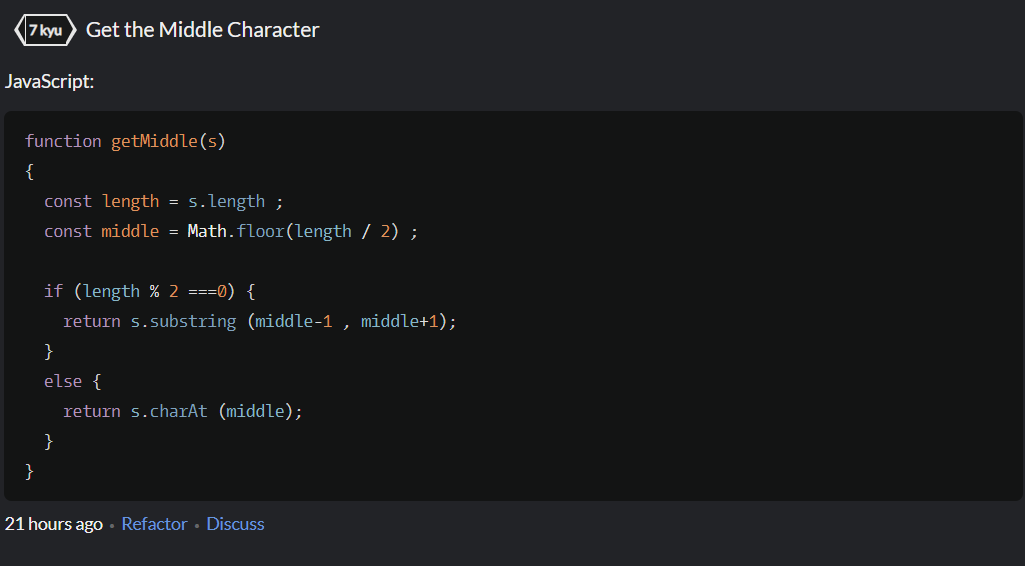 7 kyu Get the Middle Character
JavaScript:
function getMiddle(s)
{
  const length = s.length ;
  const middle = Math.floor(length / 2) ;
  if (length % 2 ===0) {
    return s.substring (middle-1 , middle+1);
  }
  else {
    return s.charAt (middle);
  }
}
21 hours ago • Refactor • Discuss